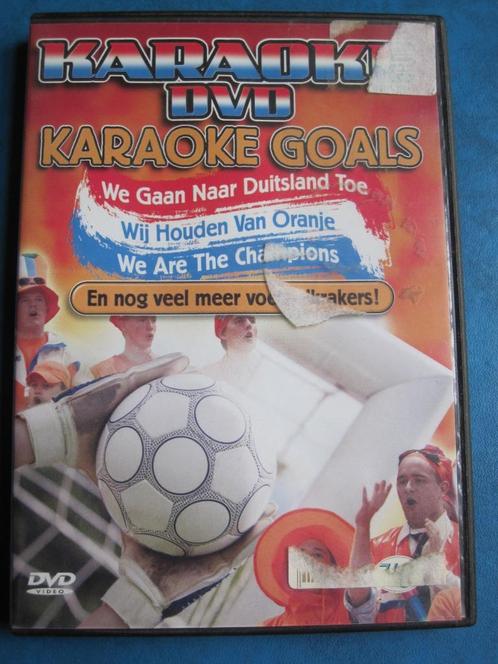 KARAOKE
DVD
KARAOKE GOALS
We Gaan Naar Duitsland Toe
Wij Houden Van Oranje
We Are The Champions
En nog veel meer
DVD
VIDEO